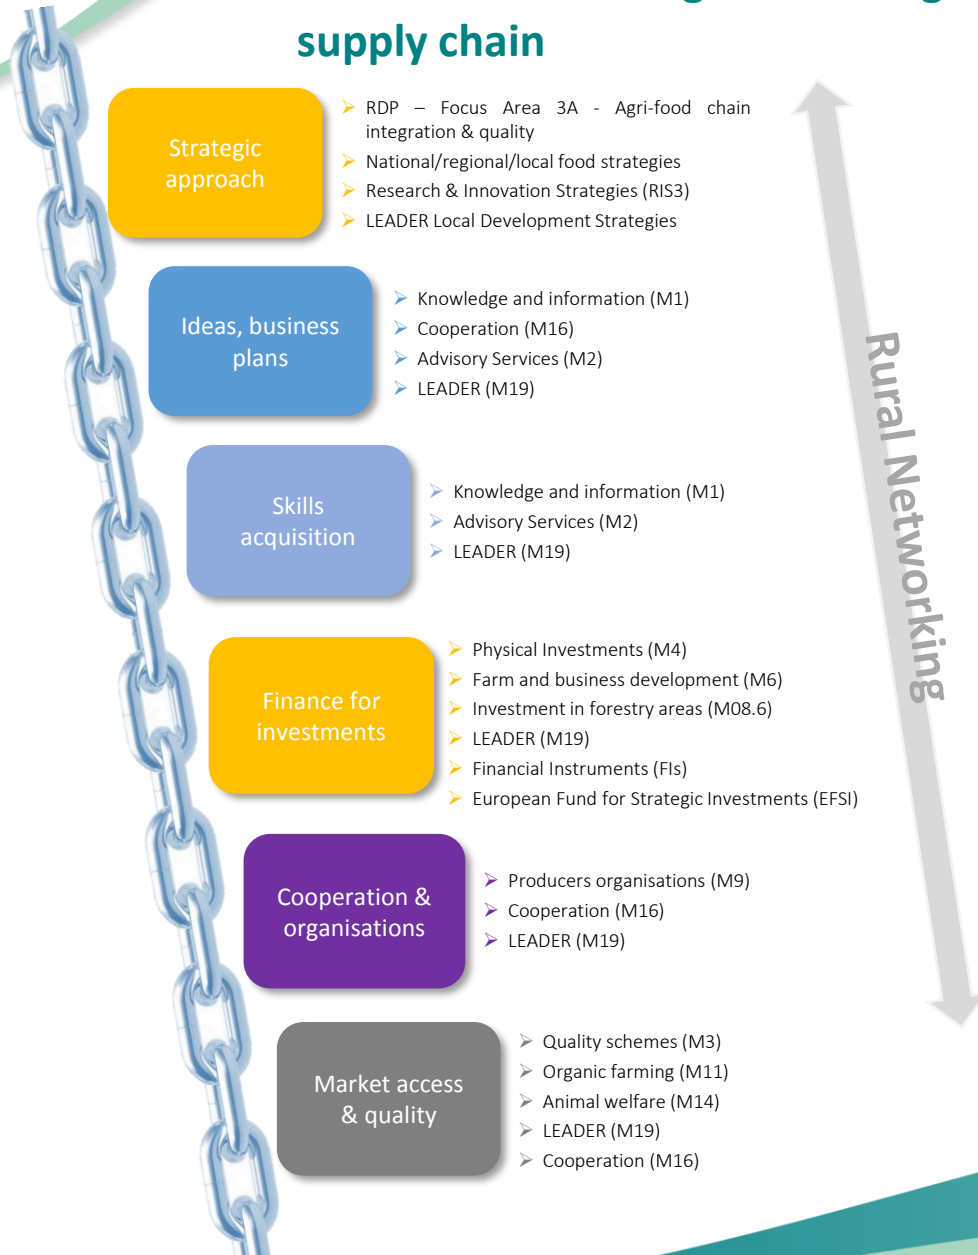 supply chain
Strategic
approach
RDP – Focus Area 3A - Agri-food chain
integration & quality
National/regional/local food strategies
Research & Innovation Strategies (RIS3)
LEADER Local Development Strategies
Ideas, business
plans
Knowledge and information (M1)
Cooperation (M16)
Advisory Services (M2)
LEADER (M19)
Rural Networking
Skills
acquisition
Knowledge and information (M1)
Advisory Services (M2)
LEADER (M19)
Finance for
investments
Physical Investments (M4)
Farm and business development (M6)
Investment in forestry areas (M08.6)
LEADER (M19)
Financial Instruments (FIs)
European Fund for Strategic Investments (EFSI)
Cooperation &
organisations
Producers organisations (M9)
Cooperation (M16)
LEADER (M19)
Market access
& quality
Quality schemes (M3)
Organic farming (M11)
Animal welfare (M14)
LEADER (M19)
Cooperation (M16)